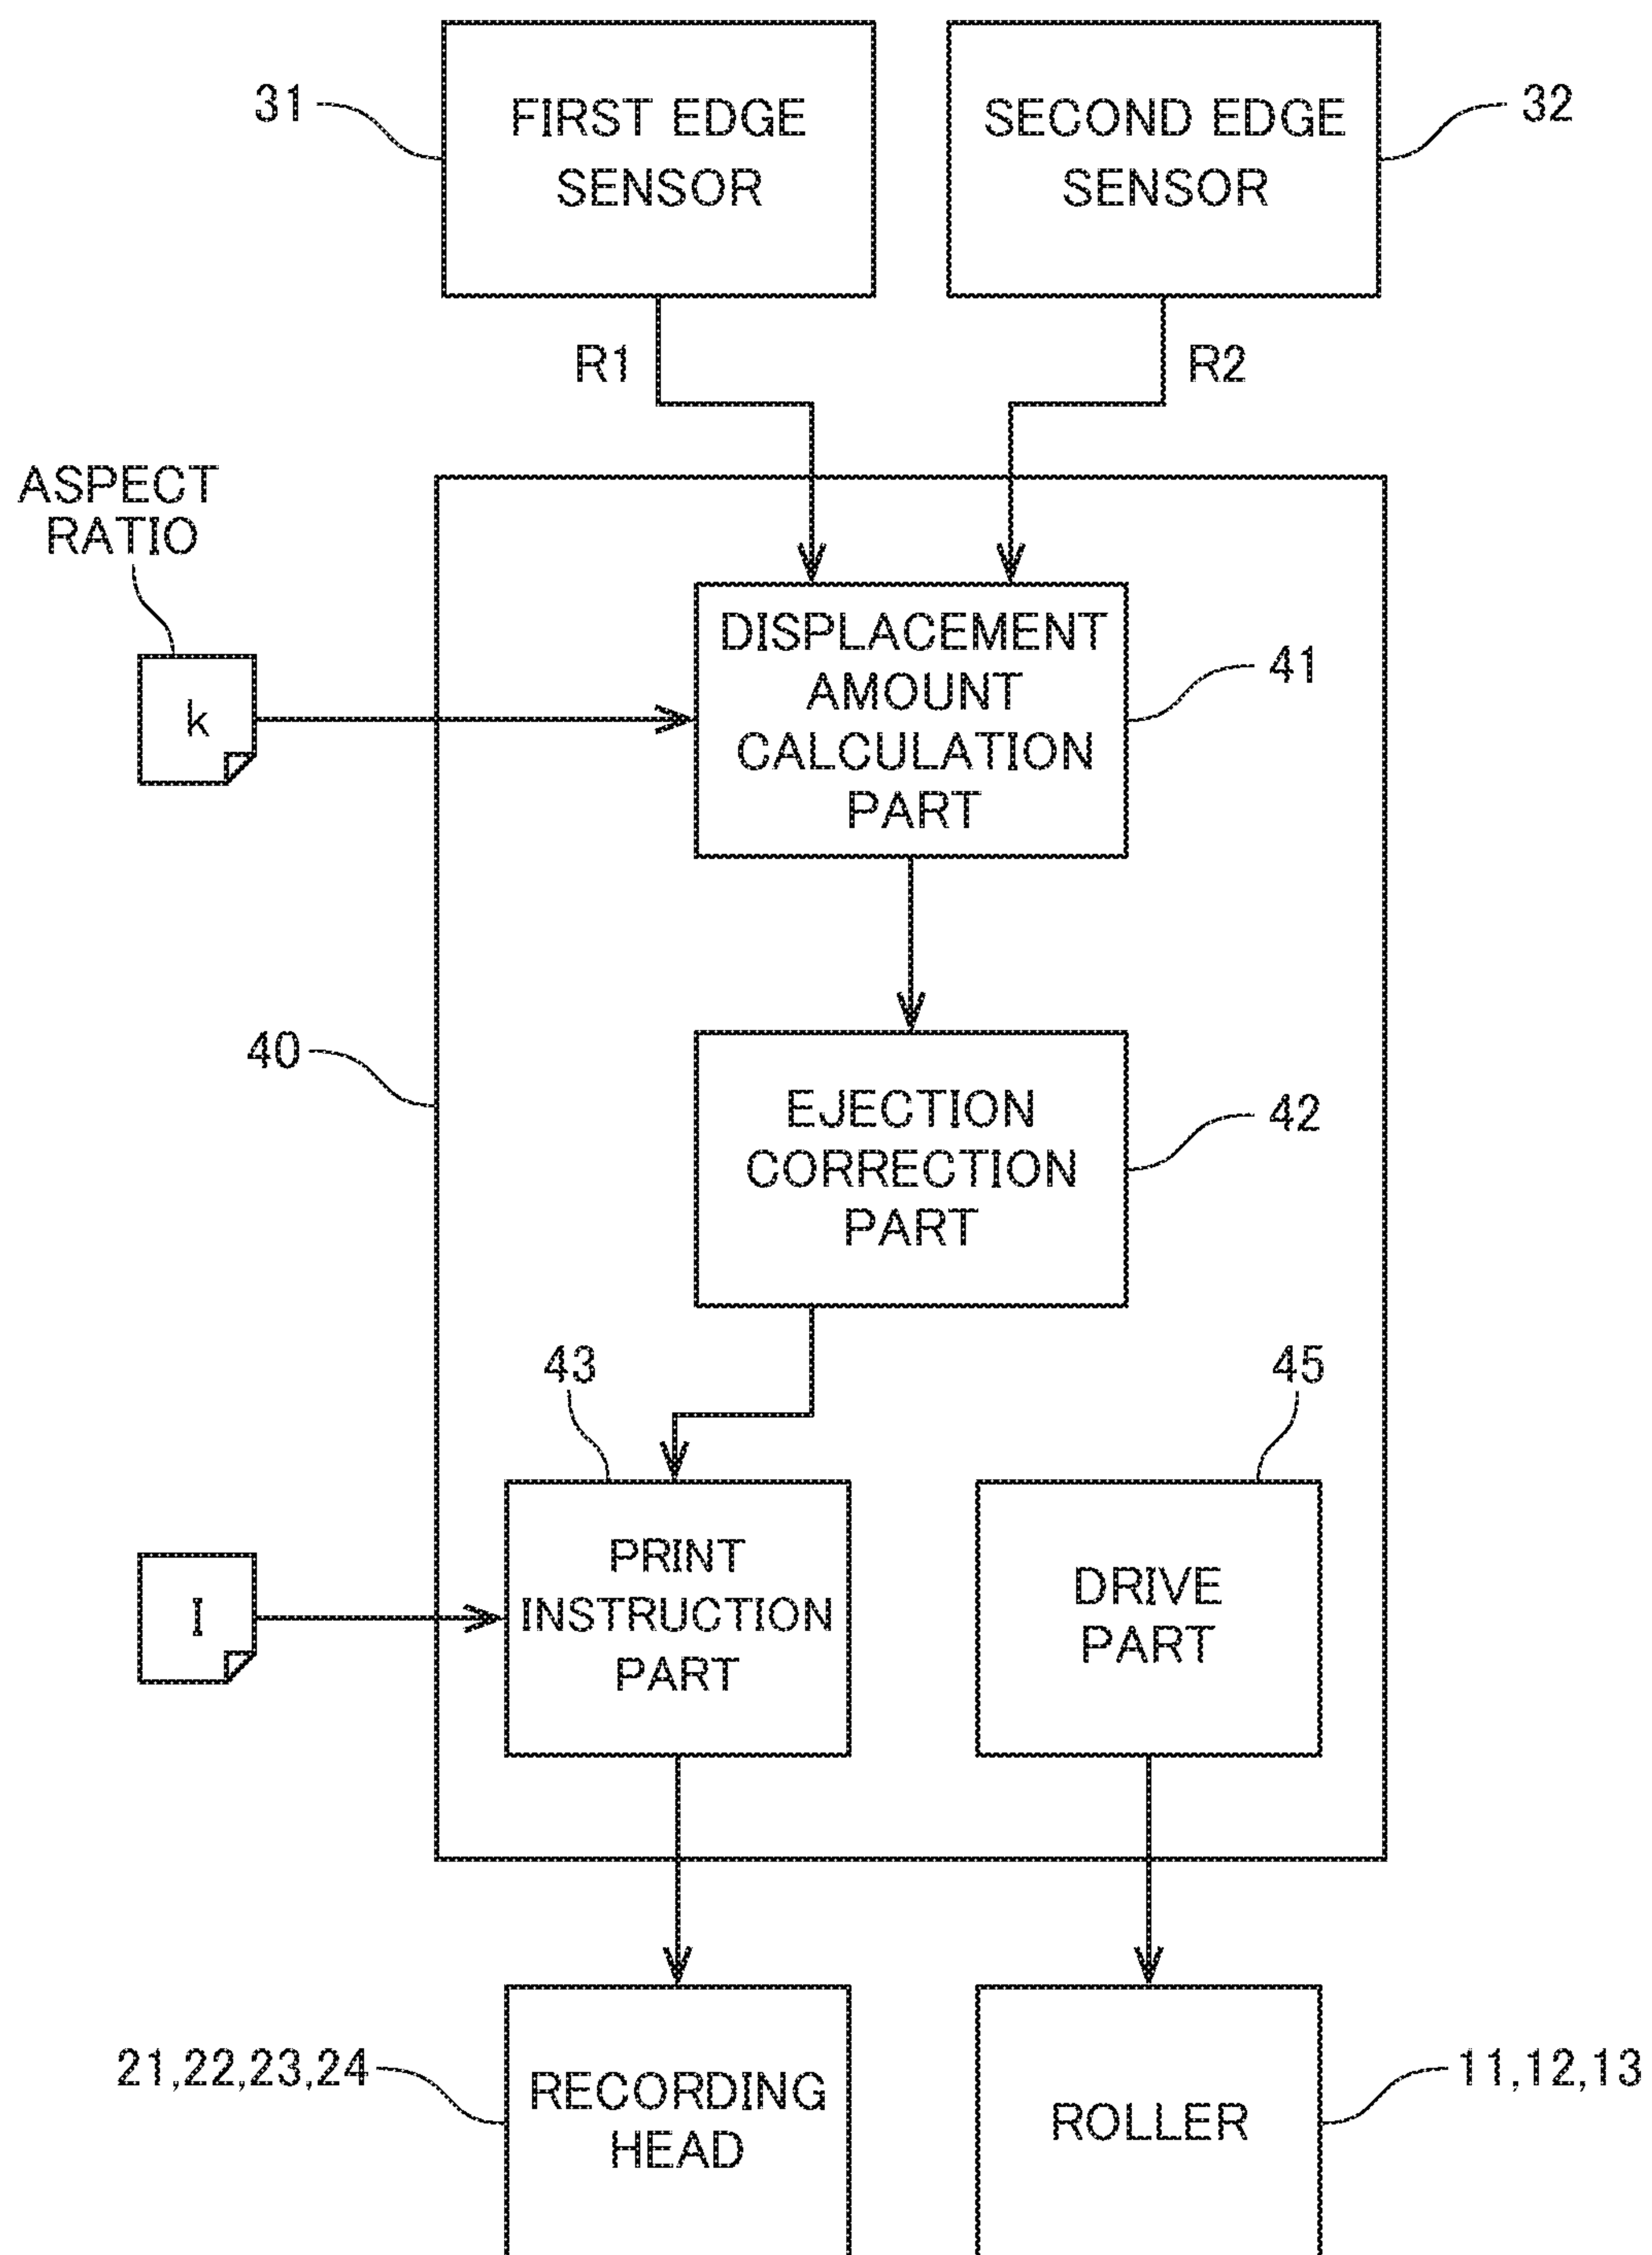 31
FIRST EDGE
SENSOR
SECOND EDGE
SENSOR
32
R1
R2
ASPECT
RATIO
k
DISPLACEMENT
AMOUNT
CALCULATION
PART
41
40
EJECTION
CORRECTION
PART
42
43
45
I
PRINT
INSTRUCTION
PART
DRIVE
PART
21,22,23,24
RECORDING
HEAD
ROLLER
11,12,13